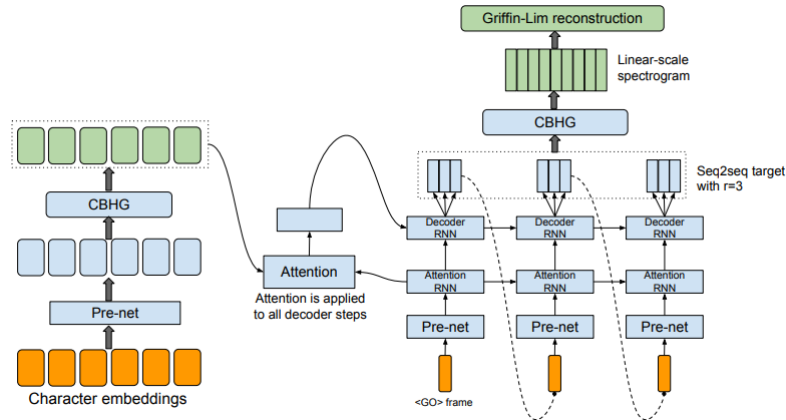 Griffin-Lim reconstruction
Linear-scale
spectrogram
CBHG
Seq2seq target
with r=3
CBHG
Decoder
RNN
Decoder
RNN
Decoder
RNN
Attention
Attention is applied
to all decoder steps
Attention
RNN
Attention
RNN
Attention
RNN
Pre-net
Pre-net
Pre-net
Pre-net
<GO> frame
Character embeddings